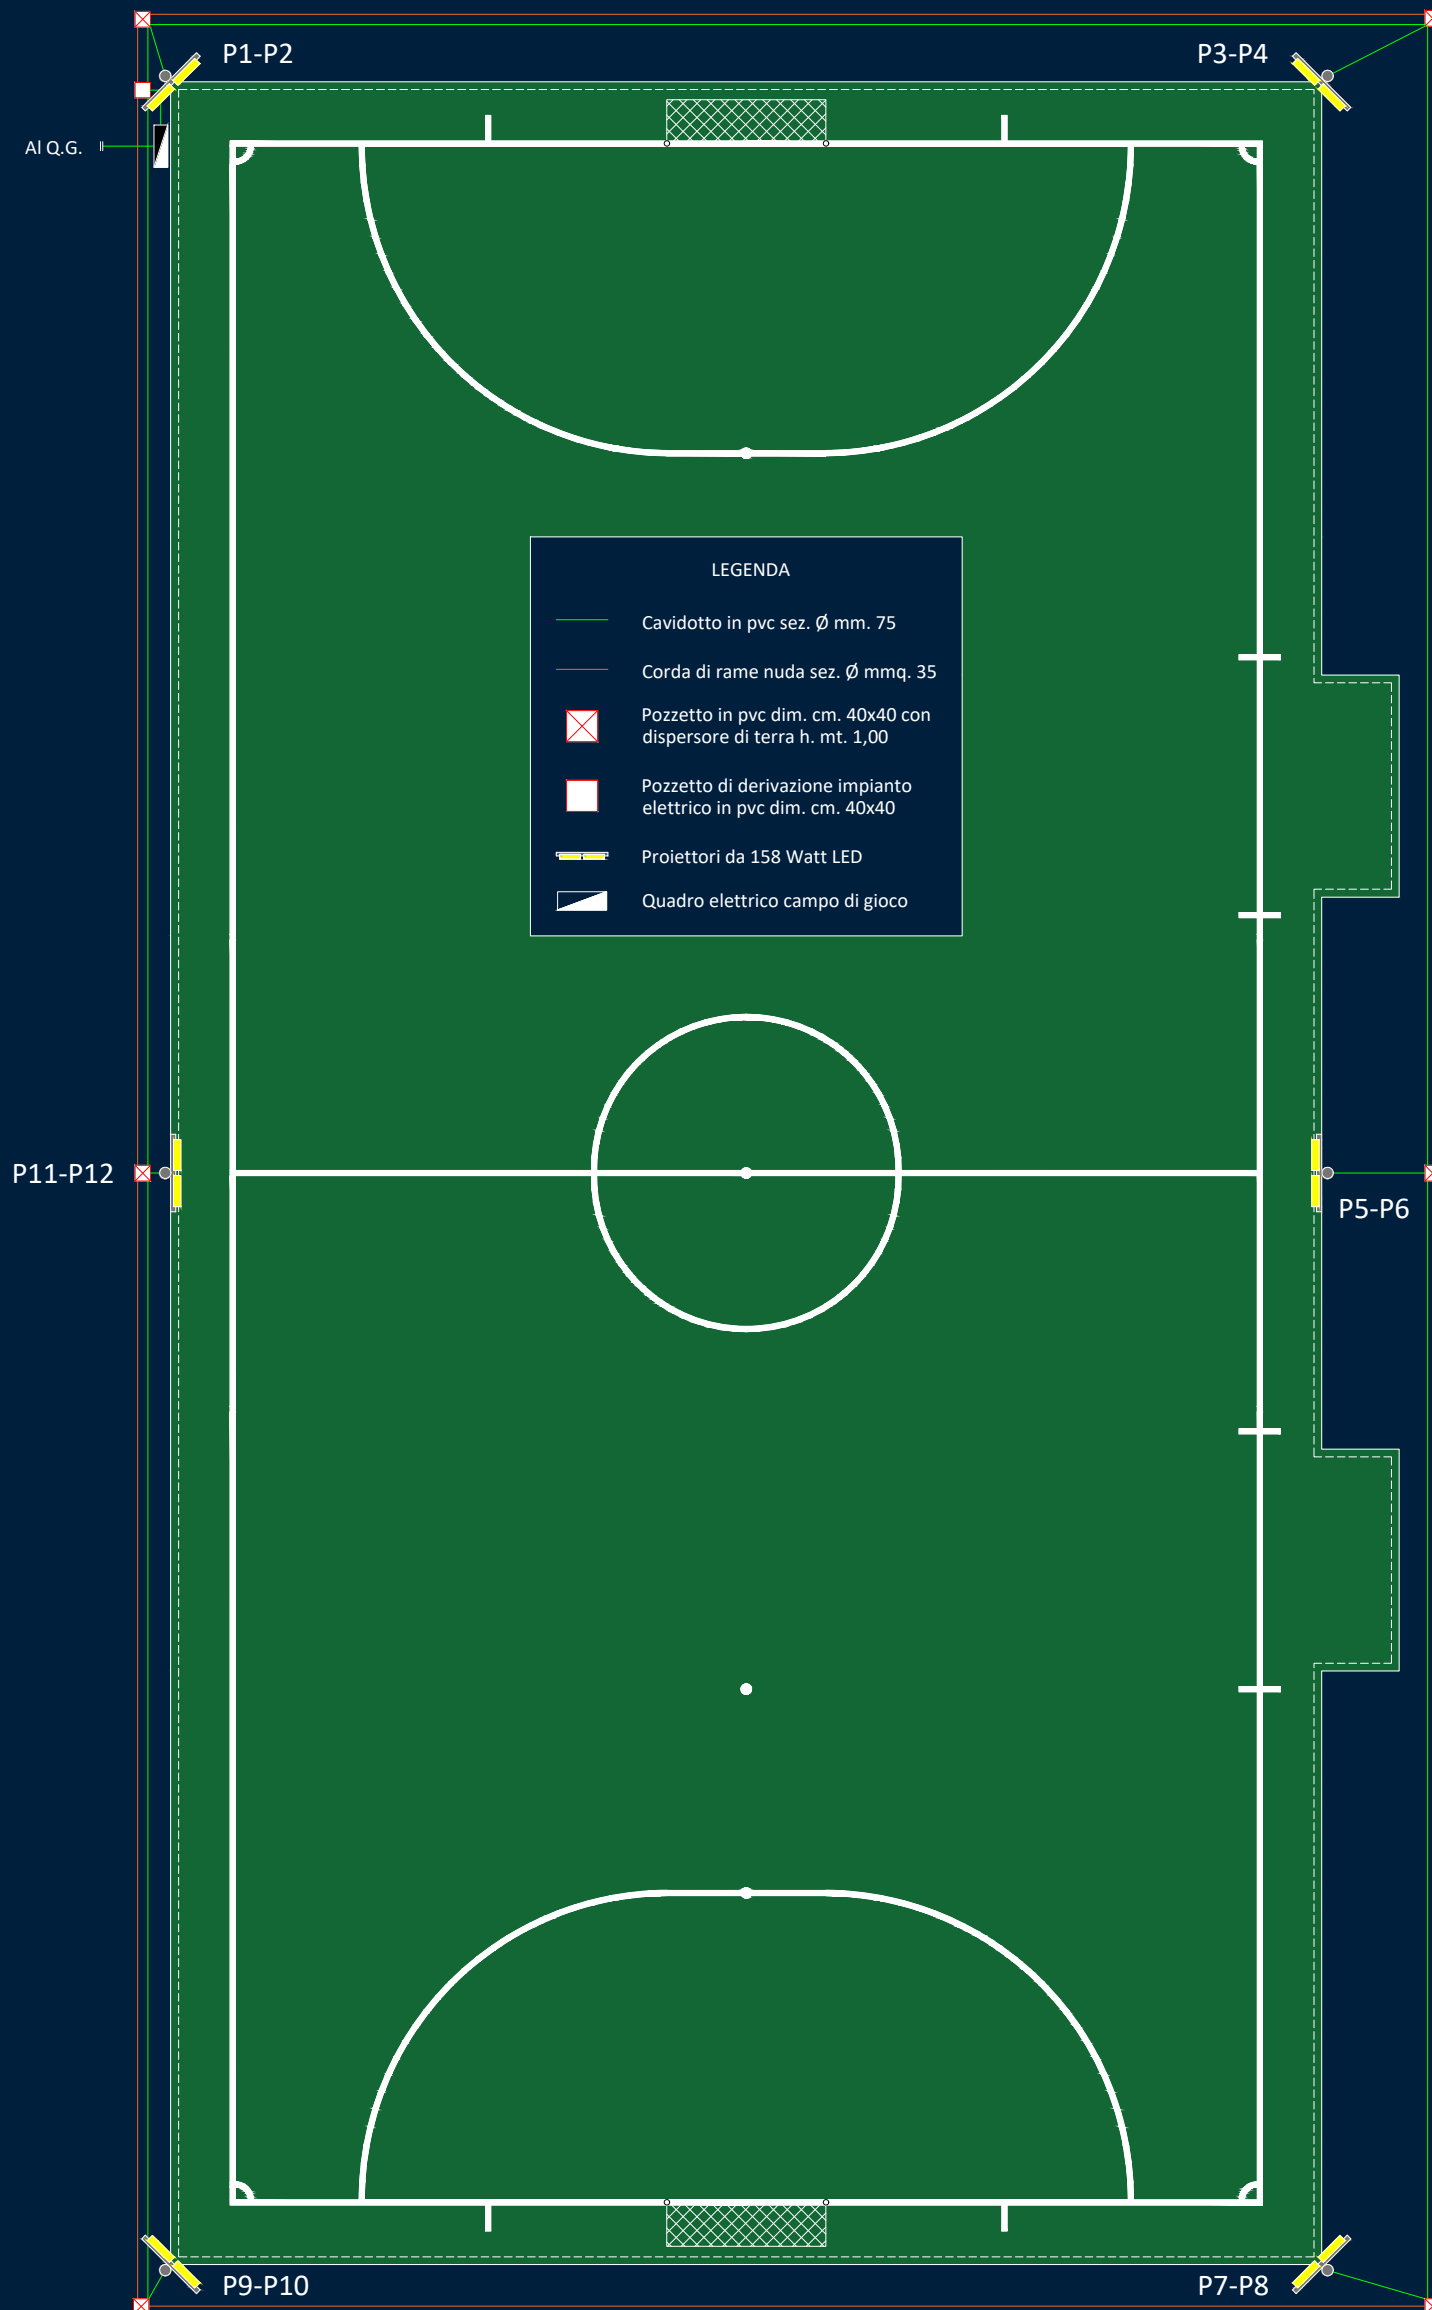 P1-P2
P3-P4
Al Q.G.
LEGENDA
Cavidotto in pvc sez. Ø mm. 75
Corda di rame nuda sez. Ø mmq. 35
Pozzetto in pvc dim. cm. 40x40 con
dispersore di terra h. mt. 1,00
Pozzetto di derivazione impianto
elettrico in pvc dim. cm. 40x40
Proiettori da 158 Watt LED
Quadro elettrico campo di gioco
P11-P12
P5-P6
P9-P10
P7-P8